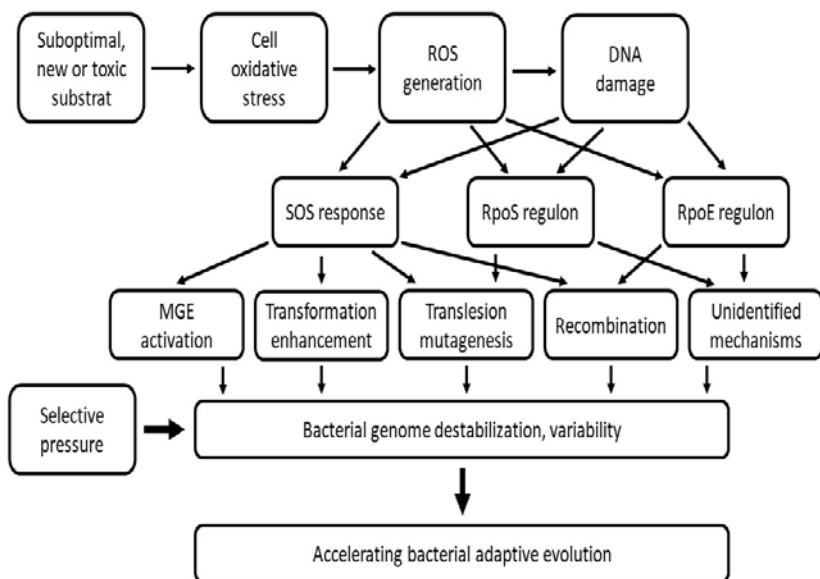 Suboptimal,
new or toxic
substrat
Cell
oxidative
stress
ROS
generation
DNA
damage
SOS response
RpoS regulon
RpoE regulon
MGE
activation
Transformation
enhancement
Translesion
mutagenesis
Recombination
Unidentified
mechanisms
Selective
pressure
Bacterial genome destabilization, variability
Accelerating bacterial adaptive evolution